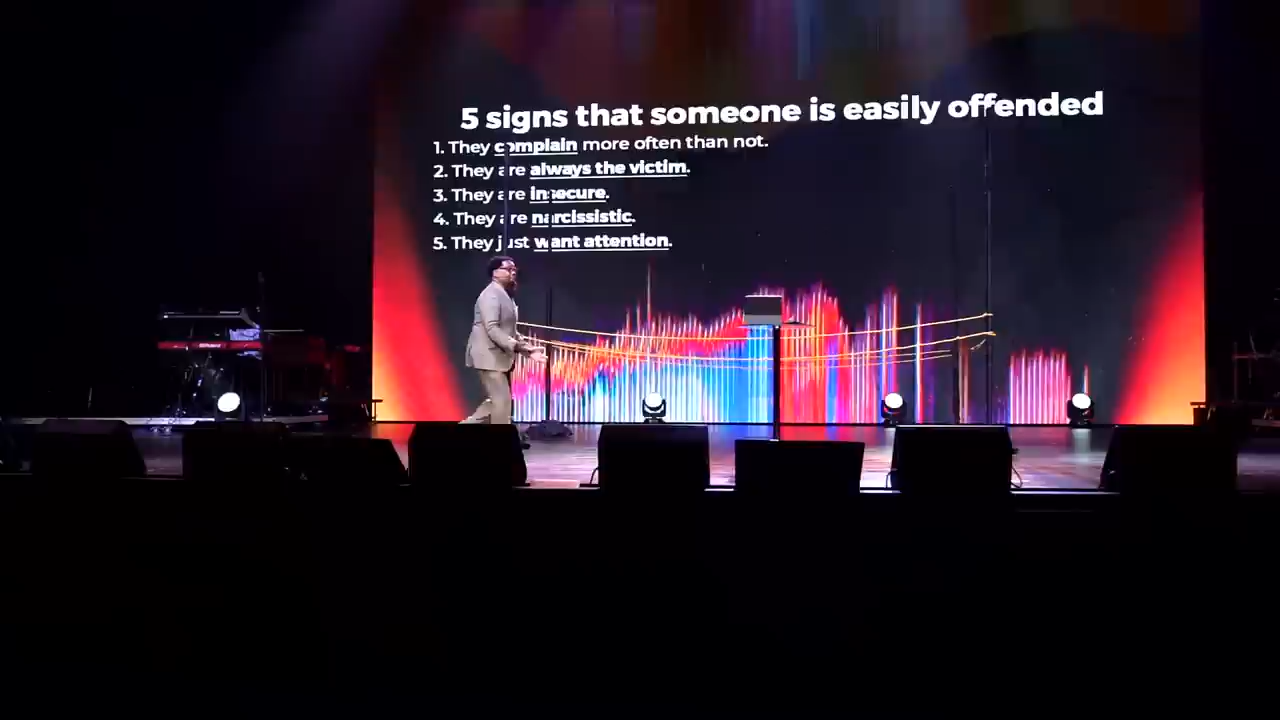 5 signs that someone is easily offended
1. They complain more often than not.
2. They are always the victim.
3. They are insecure.
4. They are narcissistic.
5. They just want attention.
Roland